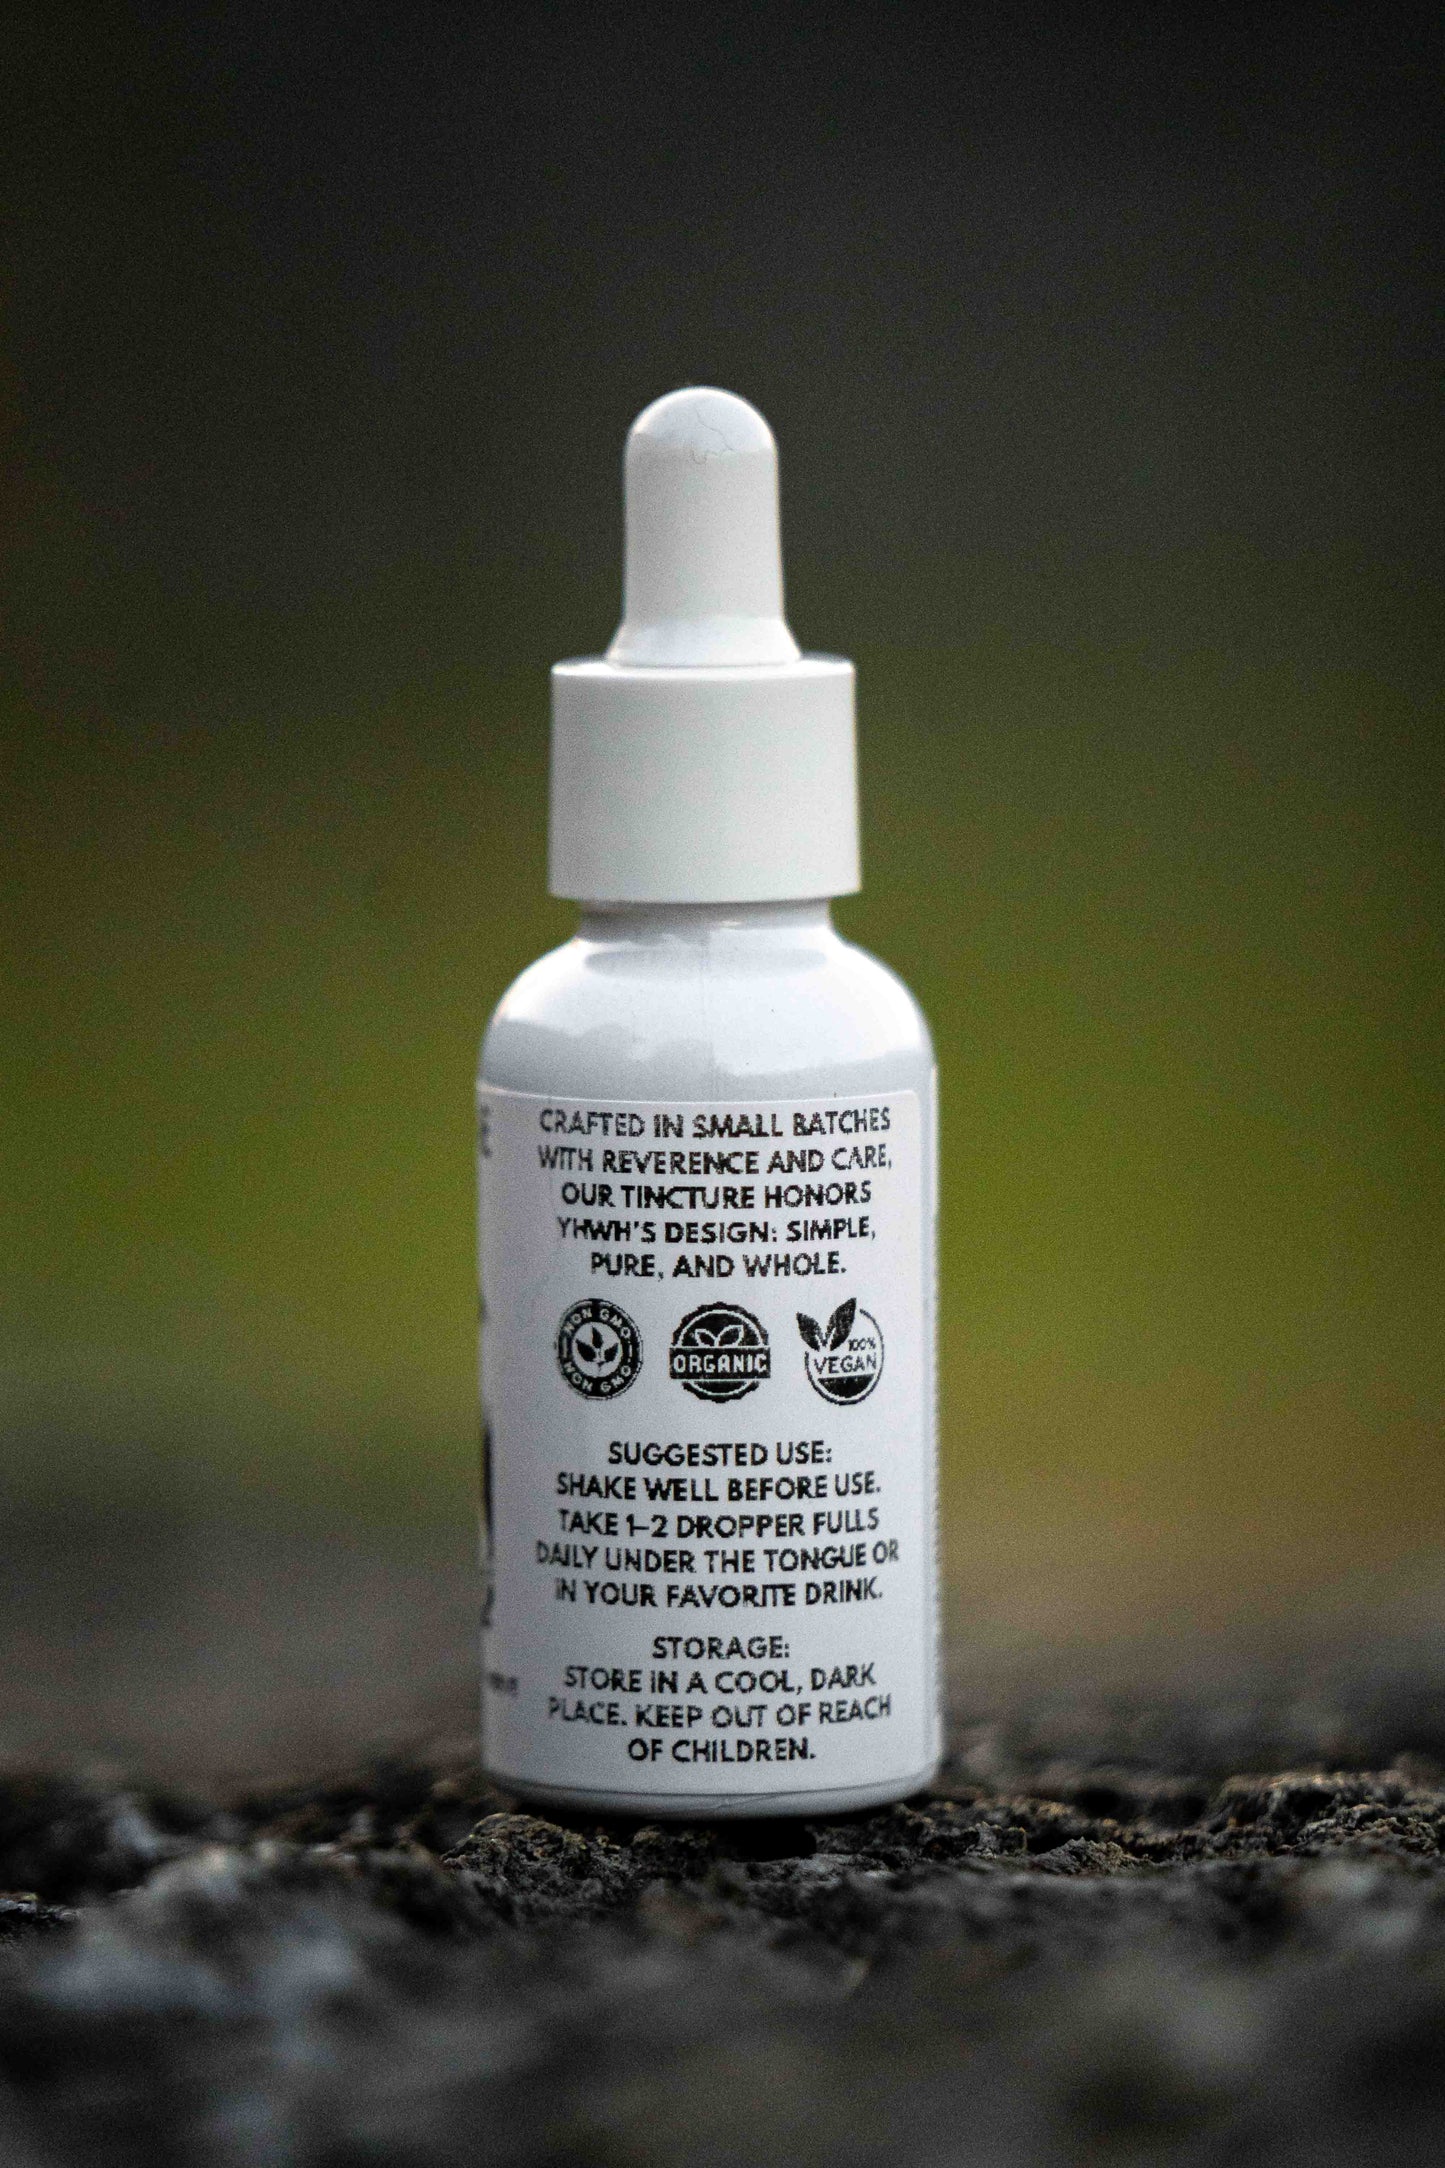 CRAFTED IN SMALL BATCHES
WITH REVERENCE AND CARE,
OUR TINCTURE HONORS
YHWH'S DESIGN: SIMPLE,
PURE, AND WHOLE.
NON GMO
NON GMO
ORGANIC
100%
VEGAN
SUGGESTED USE:
SHAKE WELL BEFORE USE.
TAKE 1-2 DROPPER FULLS
DAILY UNDER THE TONGUE OR
IN YOUR FAVORITE DRINK.
STORAGE:
STORE IN A COOL, DARK
PLACE. KEEP OUT OF REACH
OF CHILDREN.